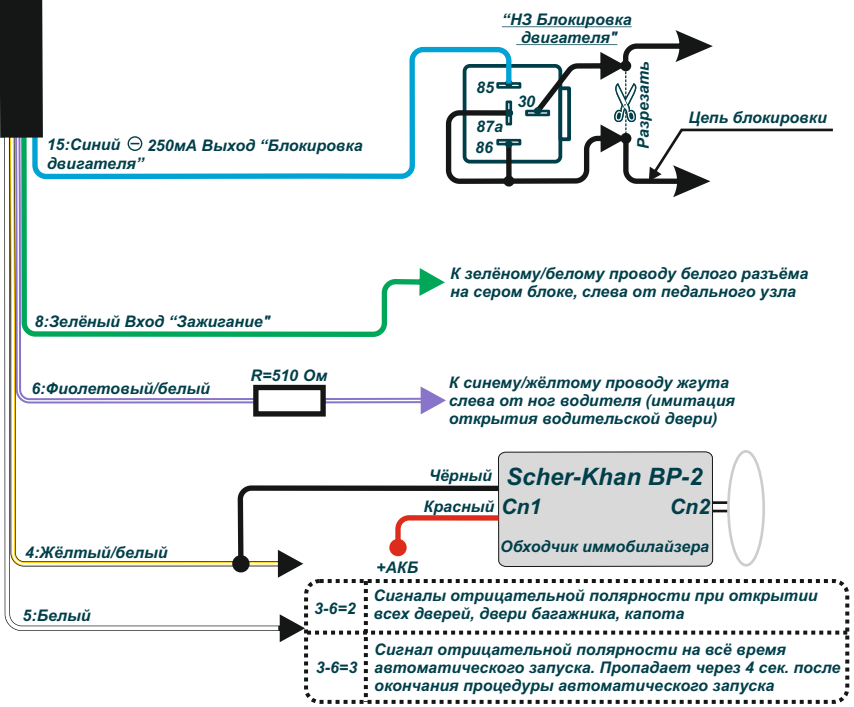 “НЗ Блокировка
двигателя"
85
30
87а
86
Разрезать
Цепь блокировки
15:Синий ⊖ 250мА Выход “Блокировка
двигателя”
К зелёному/белому проводу белого разъёма
на сером блоке, слева от педального узла
8:Зелёный Вход “Зажигание"
R=510 Ом
6:Фиолетовый/белый
К синему/жёлтому проводу жгута
слева от ног водителя (имитация
открытия водительской двери)
Чёрный
Красный
Scher-Khan BP-2
Cn1
Cn2
Обходчик иммобилайзера
+АКБ
4:Жёлтый/белый
5:Белый
3-6=2
Сигналы отрицательной полярности при открытии
всех дверей, двери багажника, капота
3-6=3
Сигнал отрицательной полярности на всё время
автоматического запуска. Пропадает через 4 сек. после
окончания процедуры автоматического запуска